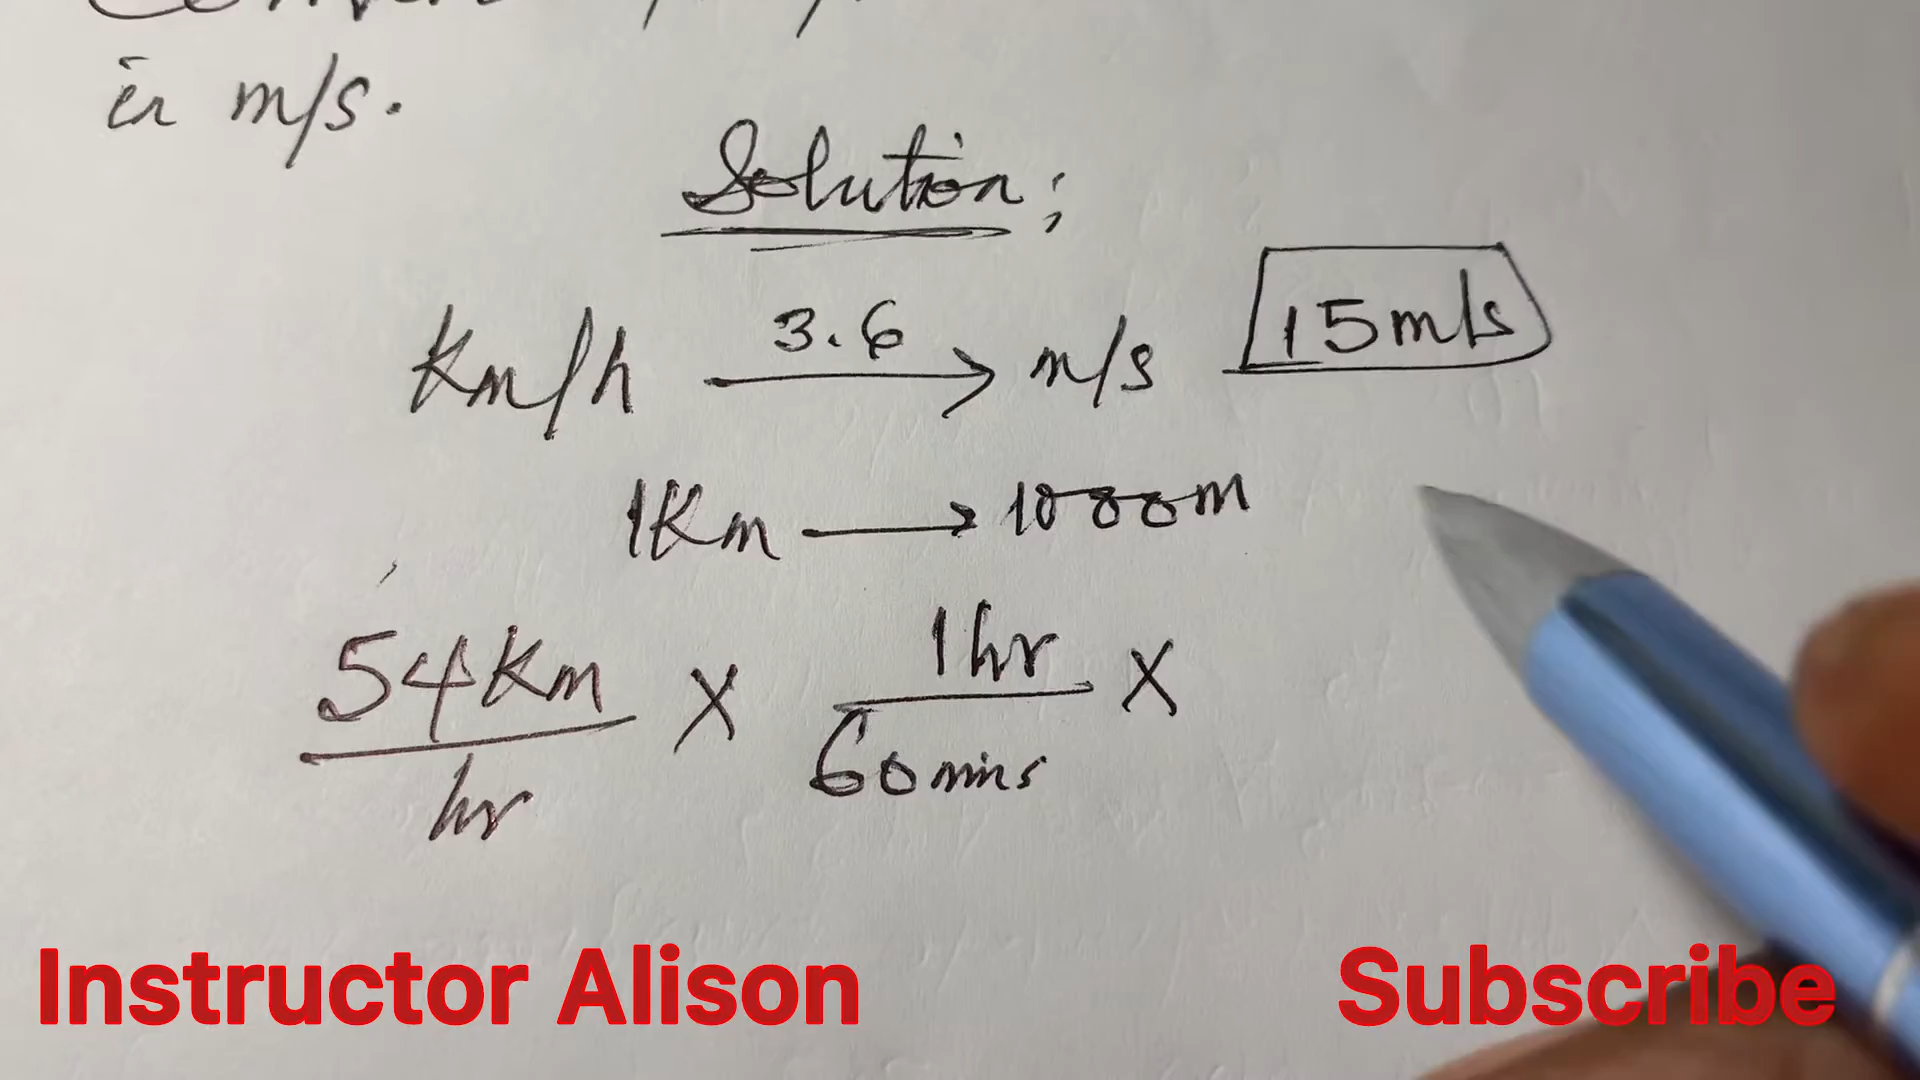 in m/s.
Solution;
Km/h 3.6 → m/s 15m/s
1Km → 1000m
54Km X 1hr X
hr 60mins
Instructor Alison Subscribe